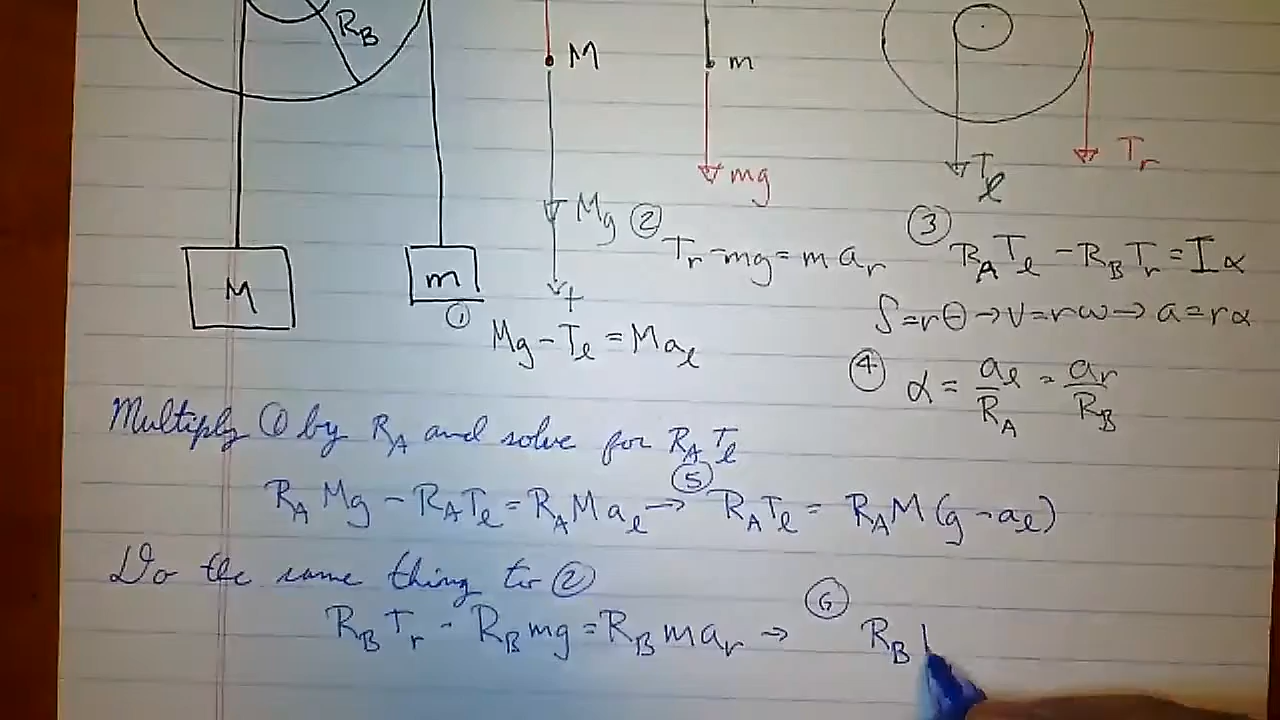 R_B
M
m
mg
T_l
T_r
M
m
Mg
② T_r - mg = m a_r
③ R_A T_l - R_B T_r = I α
S = rθ → v = rω → a = rα
① Mg - T_l = M a_l
④ α = a_l / R_A = a_r / R_B
Multiply ① by R_A and solve for R_A T_l
R_A Mg - R_A T_l = R_A M a_l → ⑤ R_A T_l = R_A M (g - a_l)
Do the same thing to ②
R_B T_r - R_B mg = R_B m a_r → ⑥ R_B